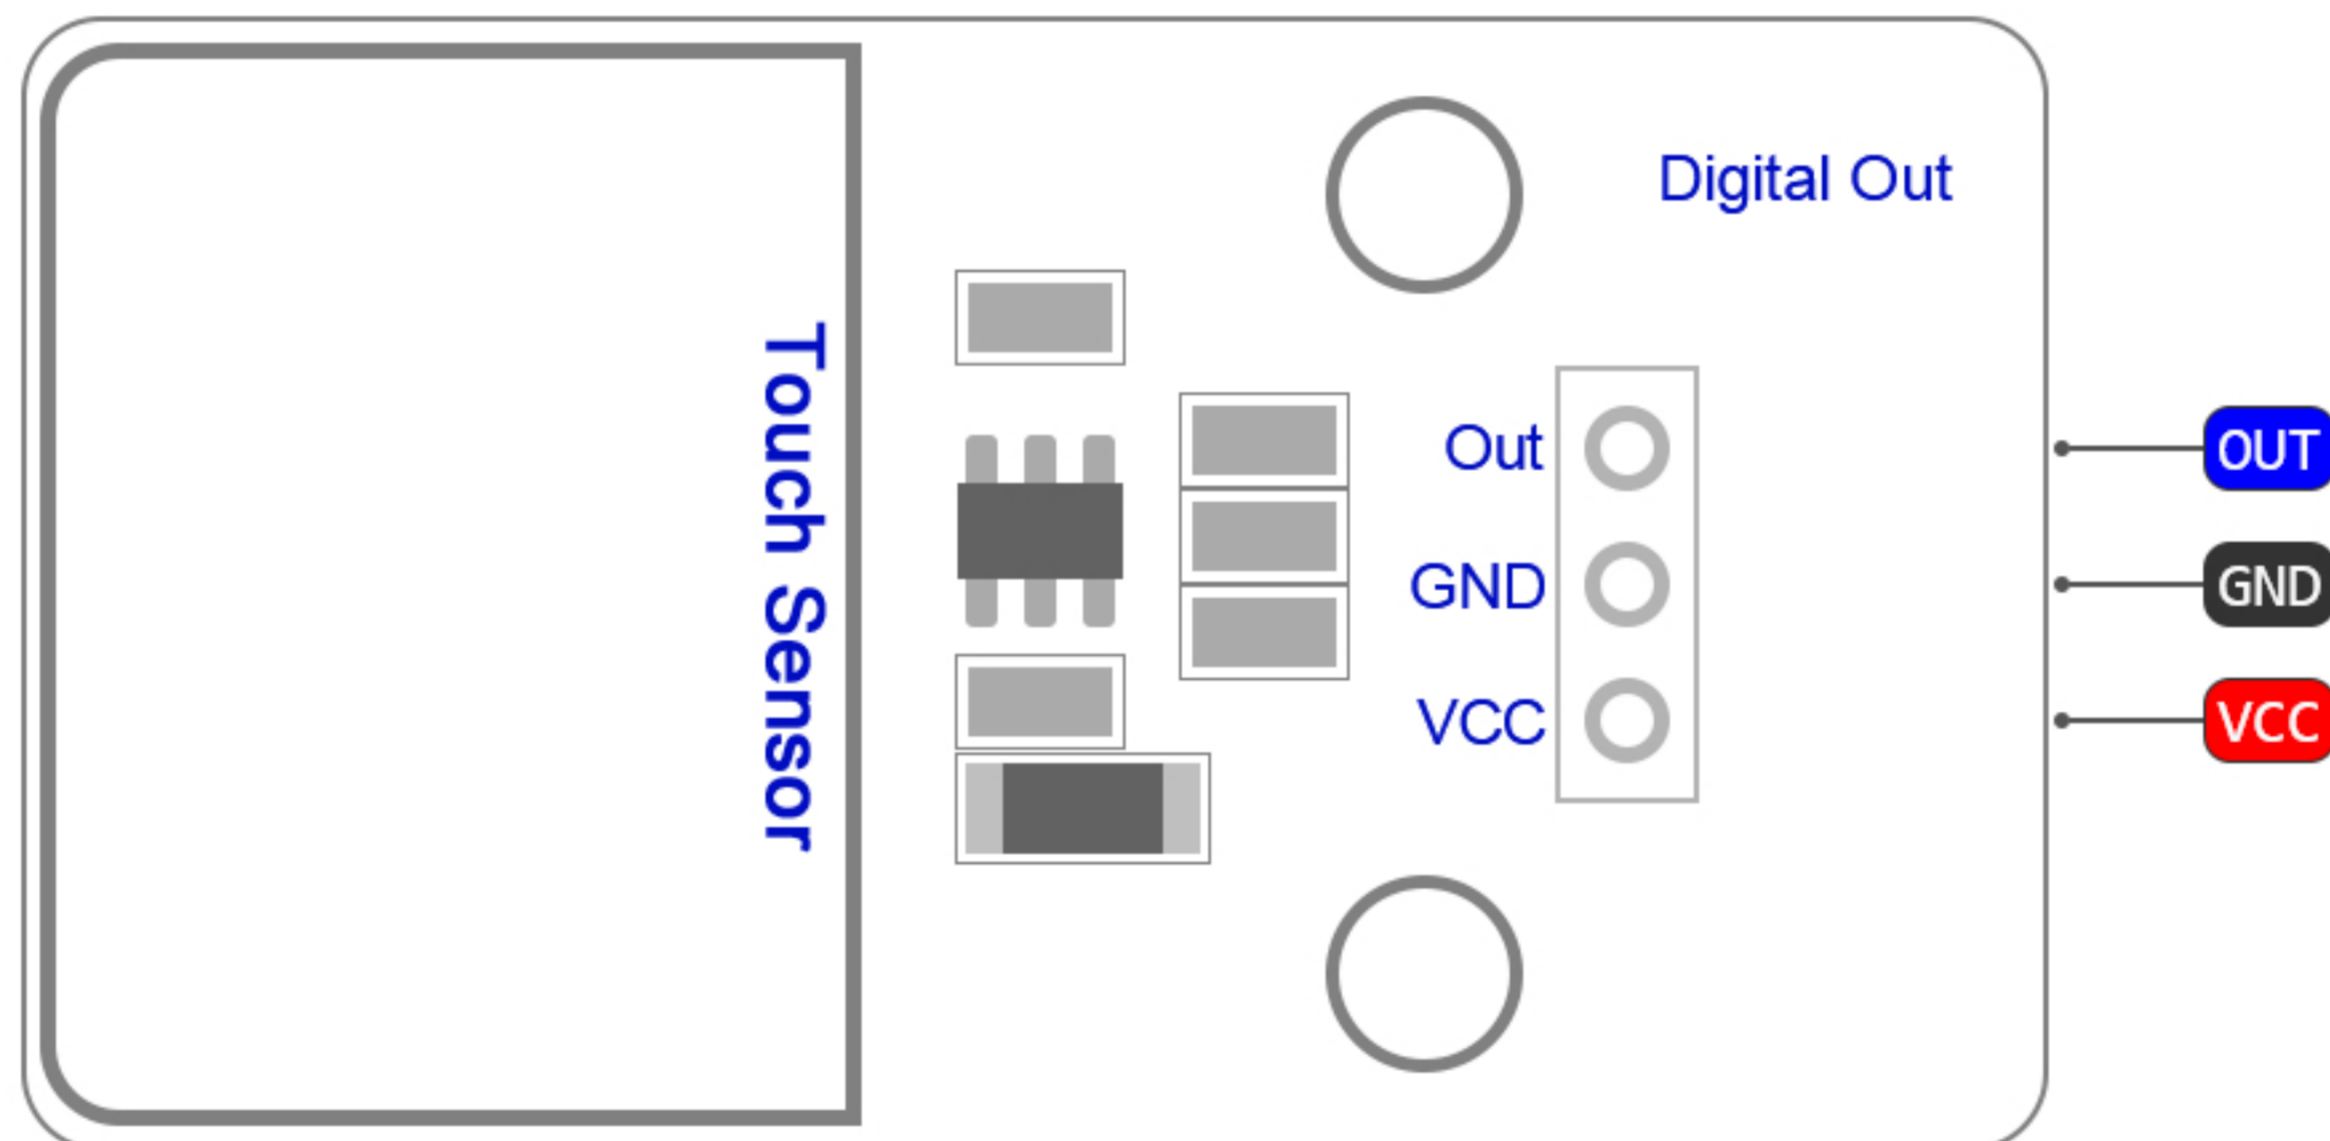 Digital Out
Touch Sensor
Out
OUT
GND
GND
VCC
VCC